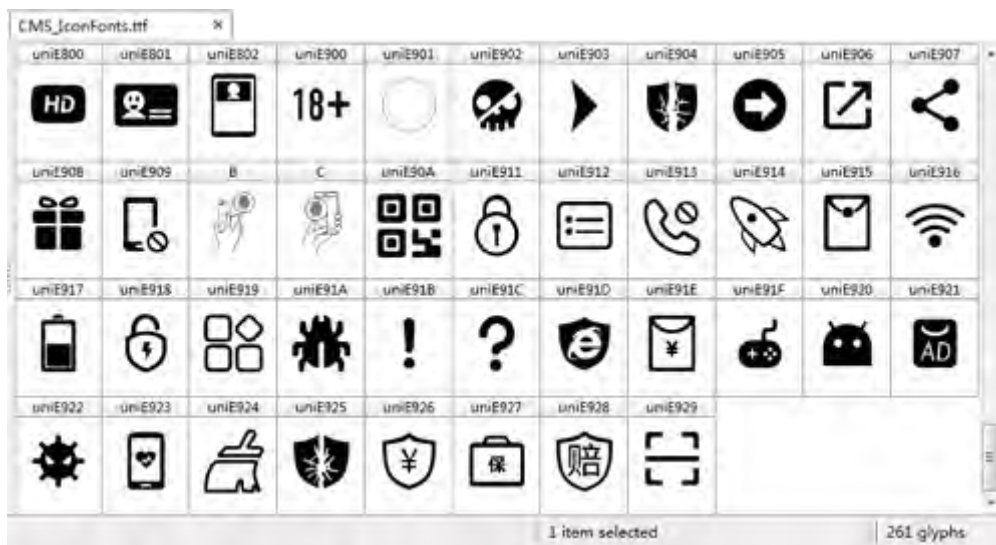 CMS_IconFonts.ttf ×
uniE800 uniE801 uniE802 uniE900 uniE901 uniE902 uniE903 uniE904 uniE905 uniE906 uniE907
HD 18+
uniE908 uniE909 B C uniE90A uniE911 uniE912 uniE913 uniE914 uniE915 uniE916
uniE917 uniE918 uniE919 uniE91A uniE91B uniE91C uniE91D uniE91E uniE91F uniE920 uniE921
! ? ¥ AD
uniE922 uniE923 uniE924 uniE925 uniE926 uniE927 uniE928 uniE929
¥ 保 赔
1 item selected 261 glyphs